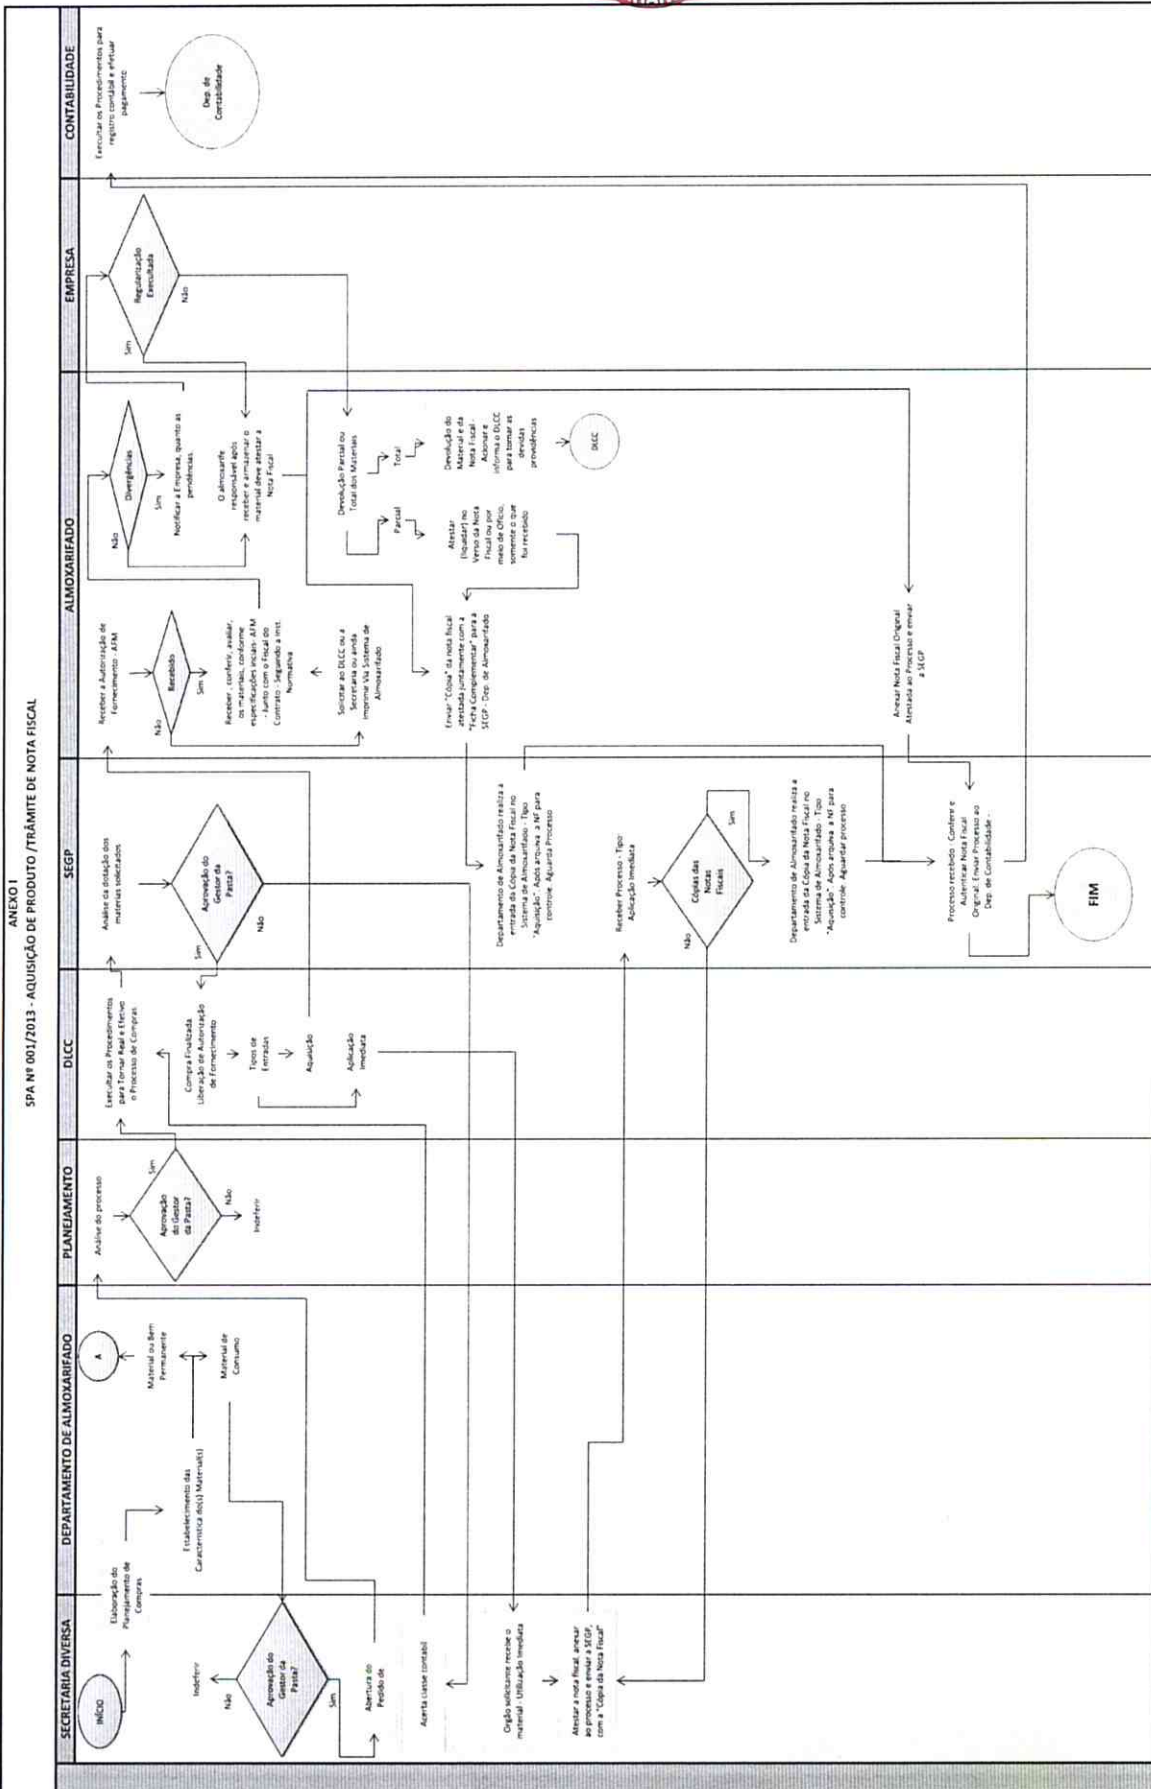 ANEXO I
SPA Nº 001/2013 - AQUISIÇÃO DE PRODUTO /TRÂMITE DE NOTA FISCAL
SECRETARIA DIVERSA
DEPARTAMENTO DE ALMOXARIFADO
PLANEJAMENTO
DLCC
SEGP
ALMOXARIFADO
EMPRESA
CONTABILIDADE
INÍCIO
Indeferir
Não
Aprovação do
Gestor da
Pasta?
Sim
Abertura do
Pedido de
Acerta classe contabil
Orgão solicitante recebe o
material - Utilização Imediata
Atestar a nota fiscal, anexar
ao processo e enviar a SEGP,
com a "Cópia da Nota Fiscal"
Elaboração do
Planejamento de
Compras
Estabelecimento das
Caracteristica do(s) Material(s)
A
Material ou Bem
Permanente
Material de
Consumo
Análise do processo
Aprovação
do Gestor
da Pasta?
Sim
Não
Indeferir
Executar os Procedimentos
para Tornar Real e Efetivo
o Processo de Compras
Compra Finalizada
Liberação de Autorização
de Fornecimento
Tipos de
Entradas
Aquisição
Aplicação
Imediata
Análise da dotação dos
materiais solicitados
Aprovação do
Gestor da
Pasta?
Sim
Não
Departamento de Almoxarifado realiza a
entrada da Cópia da Nota Fiscal no
Sistema de Almoxarifado - Tipo
"Aquisição". Após arquiva a NF para
controle. Aguarda Processo
Receber Processo - Tipo:
Aplicação Imediata
Cópias das
Notas
Fiscais
Não
Sim
Departamento de Almoxarifado realiza a
entrada da Cópia da Nota Fiscal no
Sistema de Almoxarifado - Tipo
"Aquisição". Após arquiva a NF para
controle. Aguardar processo
Processo recebido - Conferir e
Autenticar Nota Fiscal
Original. Enviar Processo ao
Dep. de Contabilidade -
FIM
Receber a Autorização de
Fornecimento - AFM
Recebido
Não
Sim
Receber , conferir, avaliar,
os materiais, conforme
especificações iniciais- AFM
- Junto com o Fiscal do
Contrato - Seguindo a Inst.
Normativa
Solicitar ao DLCC ou a
Secretaria ou ainda
Imprime Via Sistema de
Almoxarifado
Enviar "Cópia" da nota fiscal
atestada juntamente com a
"Ficha Complementar" para a
SEGP - Dep. de Almoxarifado
Anexar Nota Fiscal Original
Atestada ao Processo e enviar
a SEGP
Divergências
Não
Sim
Notificar a Empresa, quanto as
pendências.
O almoxarife
responsável após
receber e armazenar o
material deve atestar a
Nota Fiscal
Devolução Parcial ou
Total dos Materiais
Parcial
Total
Atestar
(liquidar) no
Verso da Nota
Fiscal ou por
meio de Ofício,
somente o que
fui recebido
Devolução do
Material e da
Nota Fiscal -
Acionar e
informa o DLCC
para tomar as
devidas
providências
DLCC
Regularização
Execultada
Sim
Não
Executar os Procedimentos para
registro contábil e efetuar
pagamento
Dep. de
Contabilidade